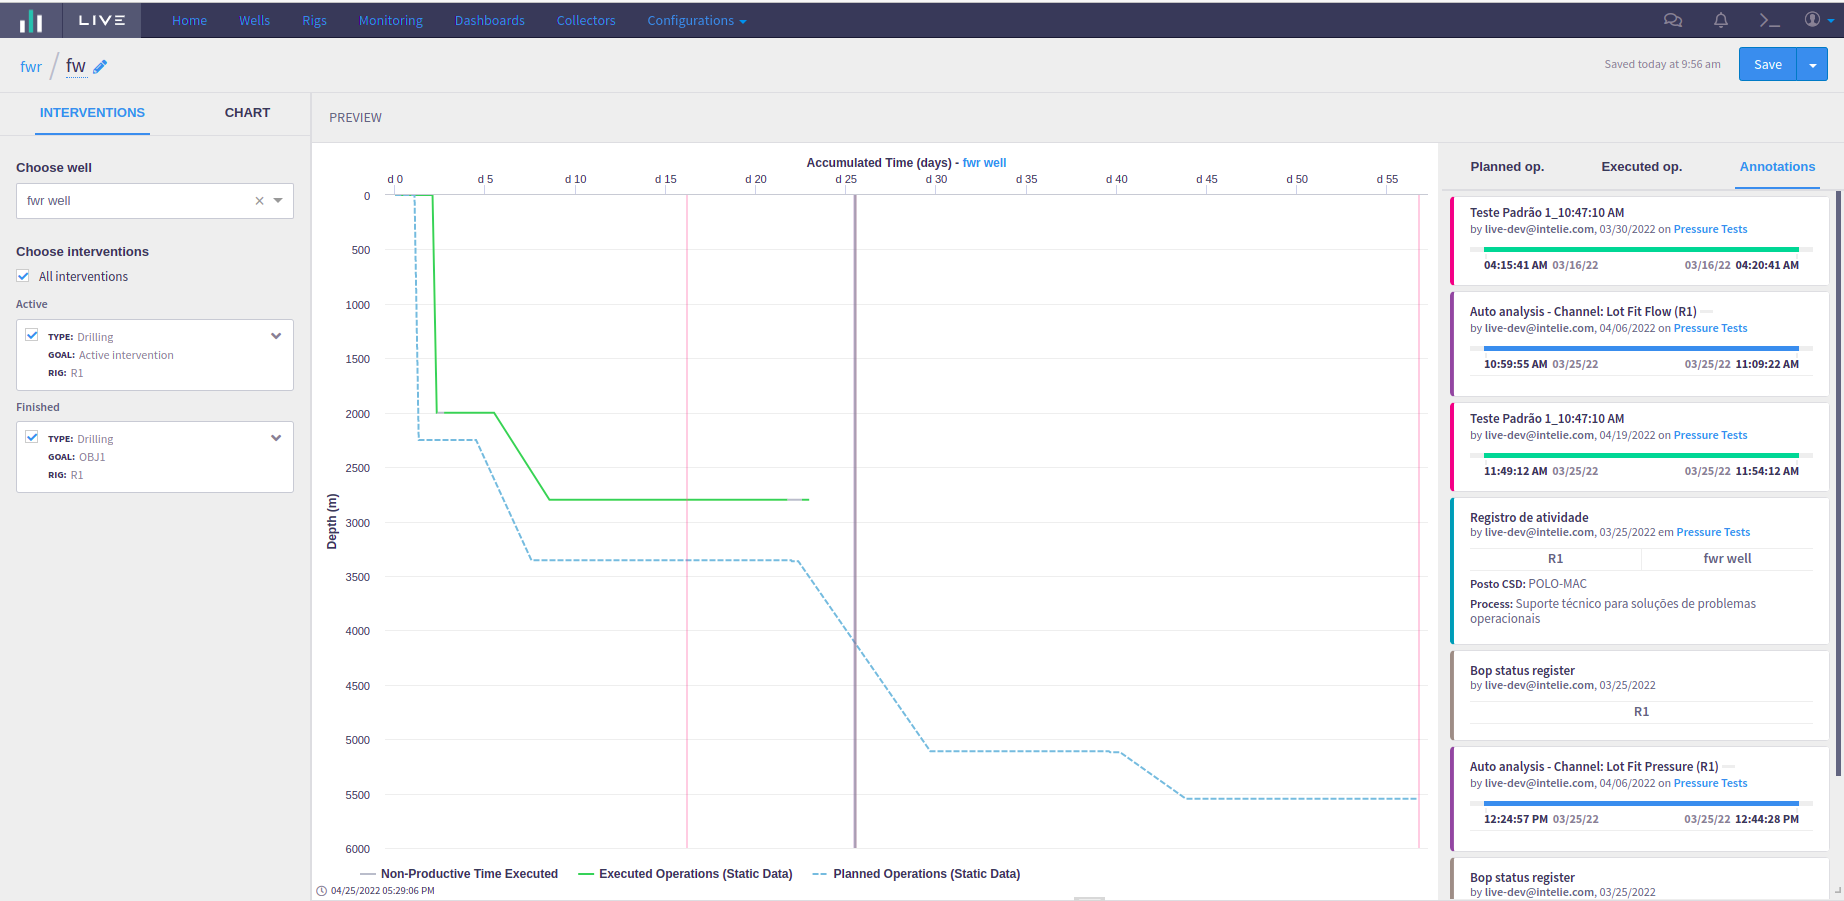 LIVE Home Wells Rigs Monitoring Dashboards Collectors Configurations
fwr / fw
Saved today at 9:56 am Save
INTERVENTIONS CHART
Choose well
fwr well
Choose interventions
All interventions
Active
TYPE: Drilling
GOAL: Active intervention
RIG: R1
Finished
TYPE: Drilling
GOAL: OBJ1
RIG: R1
PREVIEW
Accumulated Time (days) - fwr well
d 0 d 5 d 10 d 15 d 20 d 25 d 30 d 35 d 40 d 45 d 50 d 55
0
500
1000
1500
2000
2500
3000
3500
4000
4500
5000
5500
6000
Depth (m)
Non-Productive Time Executed Executed Operations (Static Data) Planned Operations (Static Data)
04/25/2022 05:29:06 PM
Planned op. Executed op. Annotations
Teste Padrão 1_10:47:10 AM
by live-dev@intelie.com, 03/30/2022 on Pressure Tests
04:15:41 AM 03/16/22 03/16/22 04:20:41 AM
Auto analysis - Channel: Lot Fit Flow (R1)
by live-dev@intelie.com, 04/06/2022 on Pressure Tests
10:59:55 AM 03/25/22 03/25/22 11:09:22 AM
Teste Padrão 1_10:47:10 AM
by live-dev@intelie.com, 04/19/2022 on Pressure Tests
11:49:12 AM 03/25/22 03/25/22 11:54:12 AM
Registro de atividade
by live-dev@intelie.com, 03/25/2022 em Pressure Tests
R1 fwr well
Posto CSD: POLO-MAC
Process: Suporte técnico para soluções de problemas
operacionais
Bop status register
by live-dev@intelie.com, 03/25/2022
R1
Auto analysis - Channel: Lot Fit Pressure (R1)
by live-dev@intelie.com, 04/06/2022 on Pressure Tests
12:24:57 PM 03/25/22 03/25/22 12:44:28 PM
Bop status register
by live-dev@intelie.com, 03/25/2022